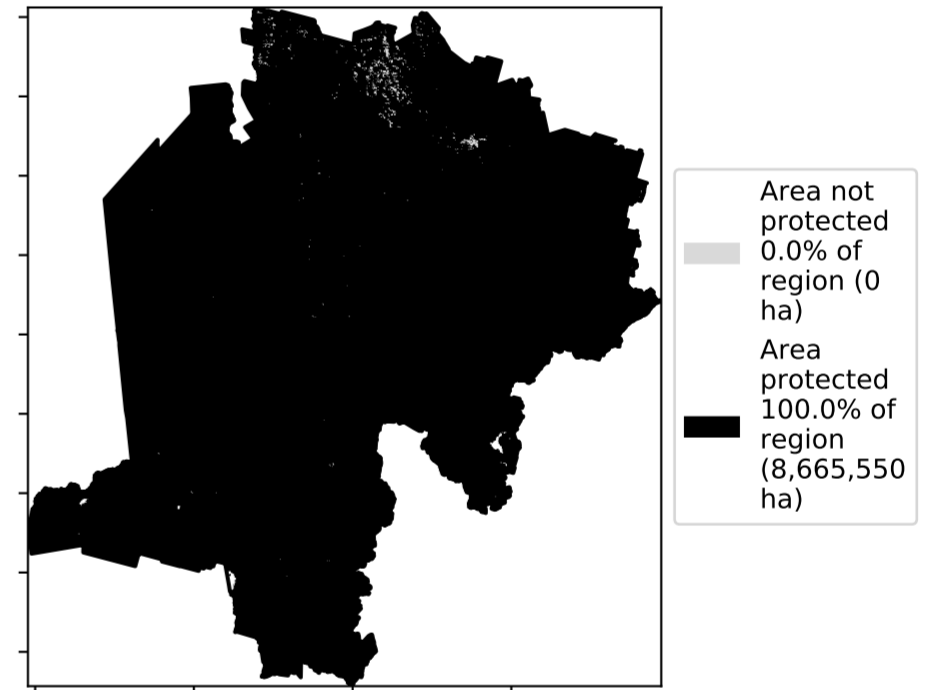 Area not
protected
0.0% of
region (0
ha)
Area
protected
100.0% of
region
(8,665,550
ha)